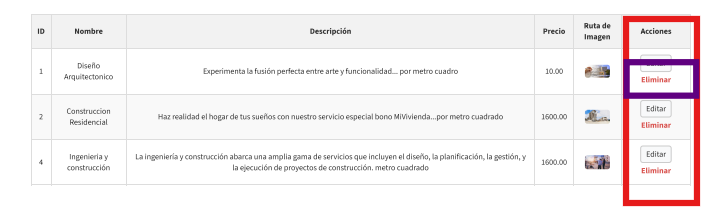 ID Nombre Descripción Precio Ruta de Imagen Acciones
1 Diseño Arquitectonico Experimenta la fusión perfecta entre arte y funcionalidad... por metro cuadro 10.00 Editar
Eliminar
2 Construccion Residencial Haz realidad el hogar de tus sueños con nuestro servicio especial bono MiVivienda...por metro cuadrado 1600.00 Editar
Eliminar
4 Ingenieria y construcción La ingeniería y construcción abarca una amplia gama de servicios que incluyen el diseño, la planificación, la gestión, y
la ejecución de proyectos de construcción. metro cuadrado 1600.00 Editar
Eliminar